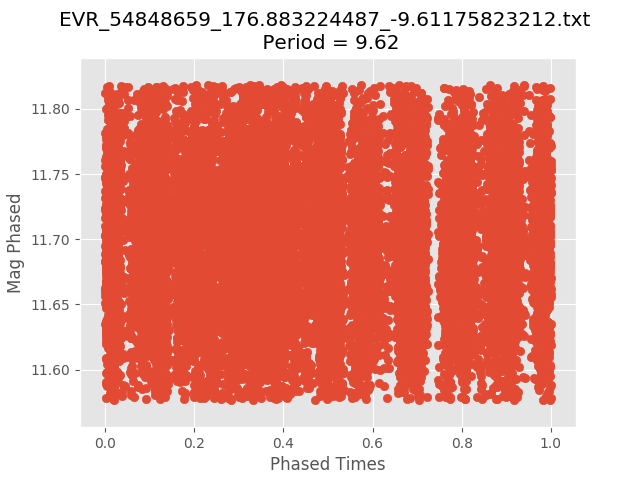 EVR_54848659_176.883224487_-9.61175823212.txt
Period = 9.62
11.80
11.75
11.70
11.65
11.60
Mag Phased
0.0 0.2 0.4 0.6 0.8 1.0
Phased Times